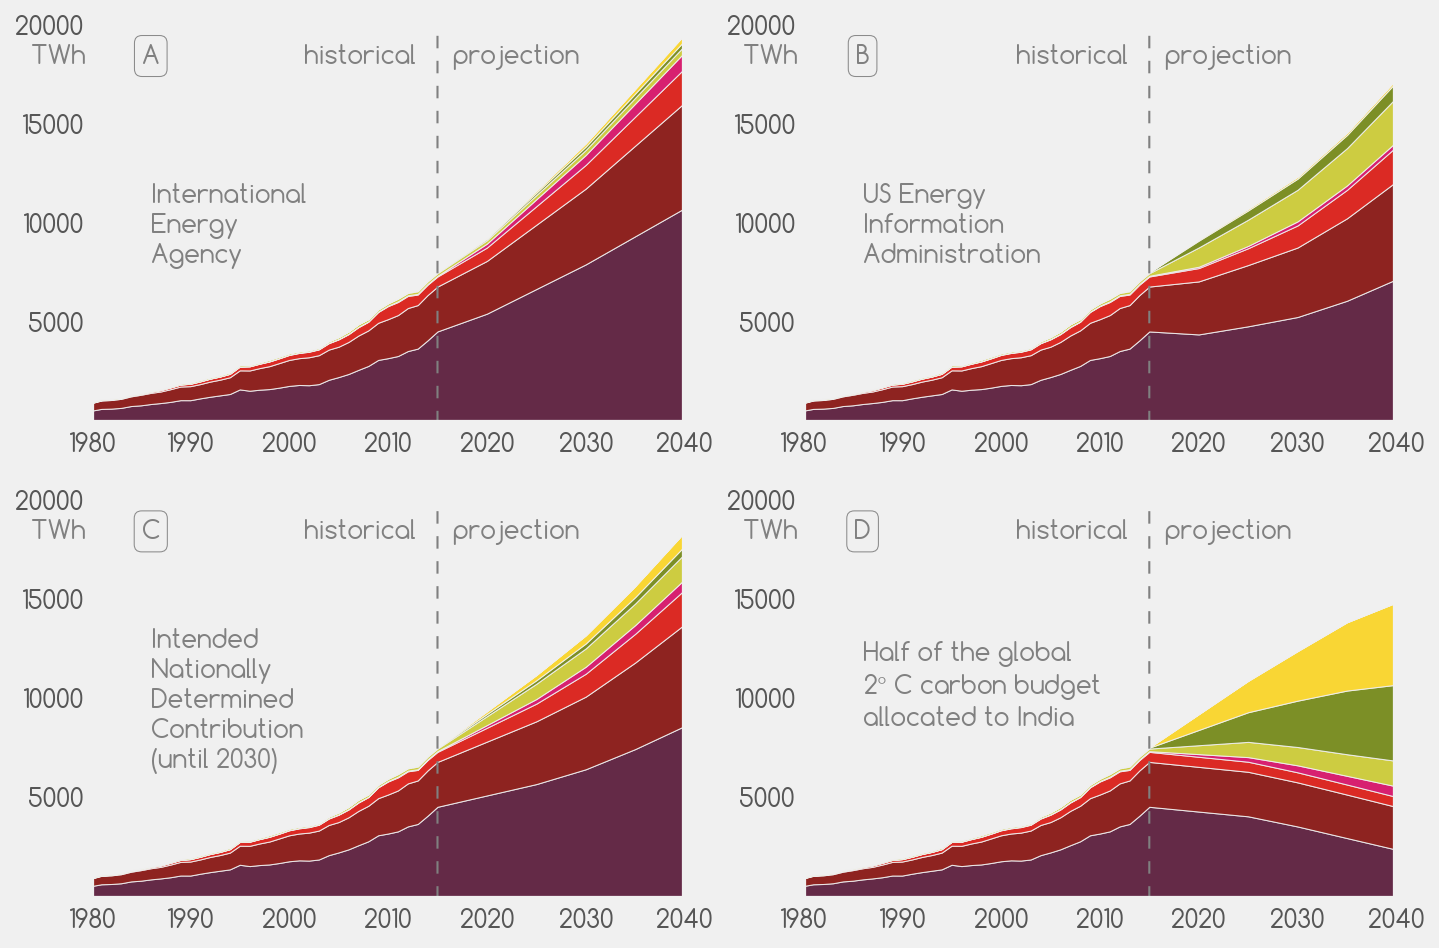 20000
TWh
A
historical
projection
15000
International
Energy
Agency
10000
5000
1980 1990 2000 2010 2020 2030 2040
20000
TWh
B
historical
projection
15000
US Energy
Information
Administration
10000
5000
1980 1990 2000 2010 2020 2030 2040
20000
TWh
C
historical
projection
15000
Intended
Nationally
Determined
Contribution
(until 2030)
10000
5000
1980 1990 2000 2010 2020 2030 2040
20000
TWh
D
historical
projection
15000
Half of the global
2° C carbon budget
allocated to India
10000
5000
1980 1990 2000 2010 2020 2030 2040